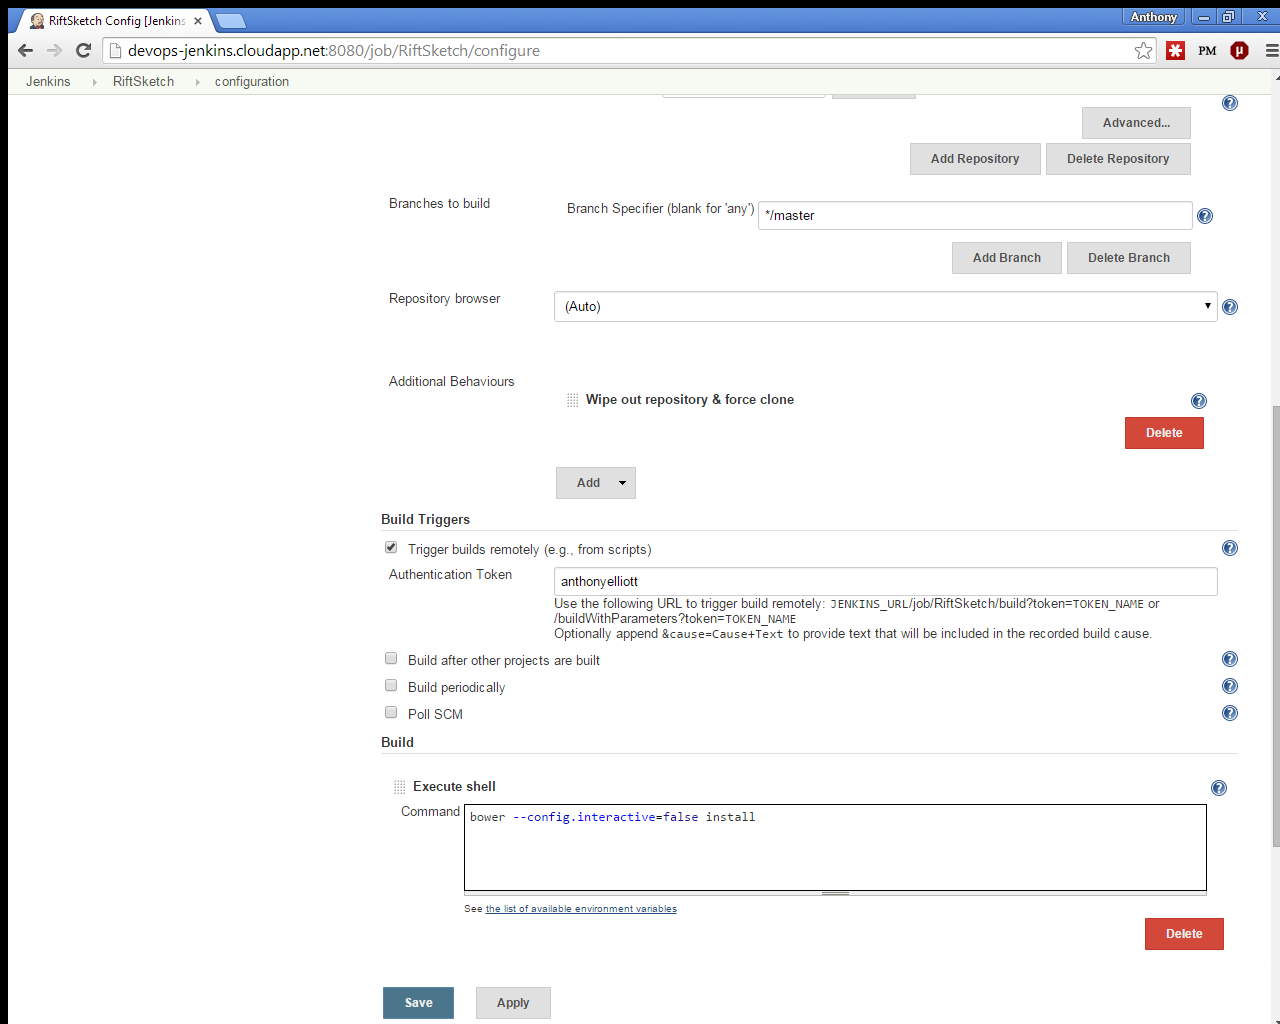 RiftSketch Config [Jenkins
Anthony
devops-jenkins.cloudapp.net:8080/job/RiftSketch/configure
PM
Jenkins RiftSketch configuration
Advanced...
Add Repository Delete Repository
Branches to build
Branch Specifier (blank for 'any') */master
Add Branch Delete Branch
Repository browser (Auto)
Additional Behaviours
Wipe out repository & force clone
Delete
Add
Build Triggers
Trigger builds remotely (e.g., from scripts)
Authentication Token anthonyelliott
Use the following URL to trigger build remotely: JENKINS_URL/job/RiftSketch/build?token=TOKEN_NAME or
/buildWithParameters?token=TOKEN_NAME
Optionally append &cause=Cause+Text to provide text that will be included in the recorded build cause.
Build after other projects are built
Build periodically
Poll SCM
Build
Execute shell
Command bower --config.interactive=false install
See the list of available environment variables
Delete
Save Apply